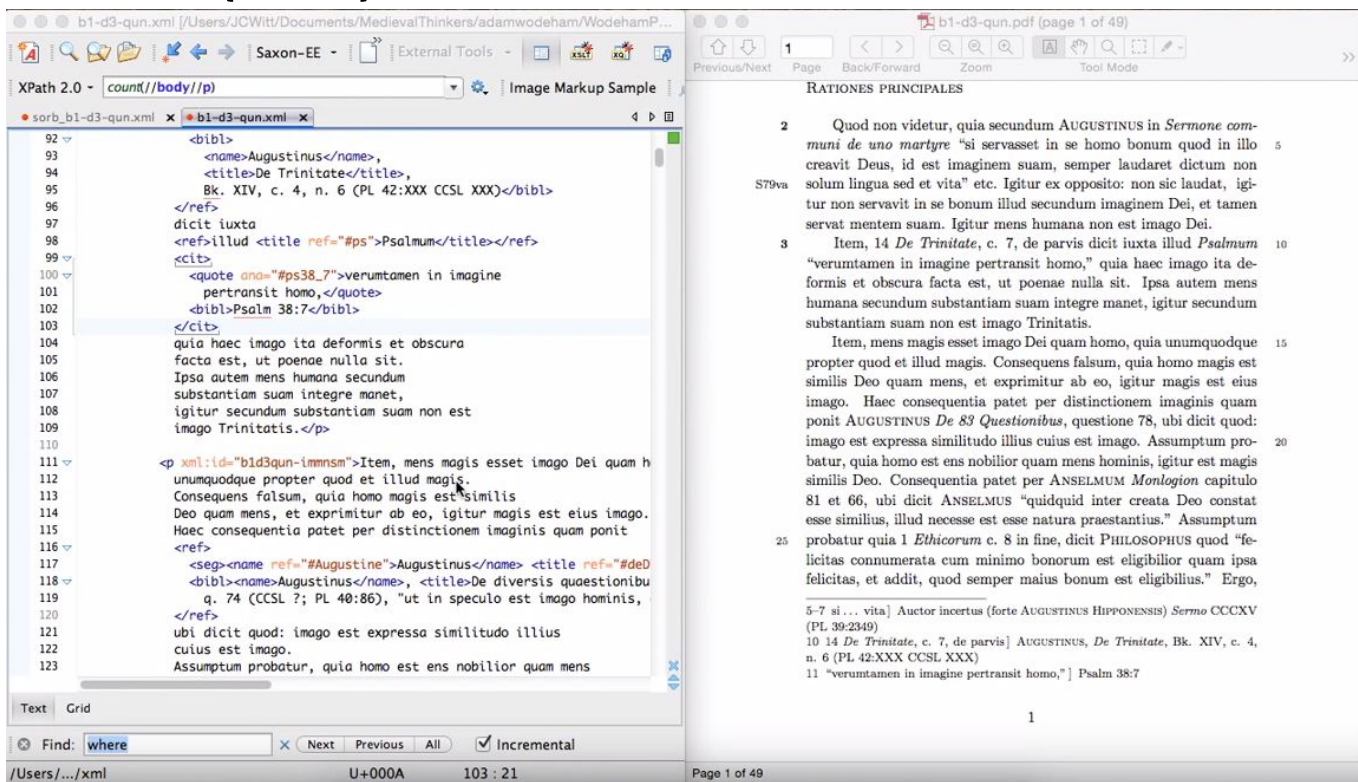 b1-d3-qun.xml [/Users/JCWitt/Documents/MedievalThinkers/adamwodeham/WodehamP...
Saxon-EE
External Tools
XPath 2.0
count(//body//p)
Image Markup Sample
sorb_b1-d3-qun.xml
b1-d3-qun.xml
92 <bibl>
93 <name>Augustinus</name>,
94 <title>De Trinitate</title>,
95 Bk. XIV, c. 4, n. 6 (PL 42:XXX CCSL XXX)</bibl>
96 </ref>
97 dicit iuxta
98 <ref>illud <title ref="#ps">Psalmum</title></ref>
99 <cit>
100 <quote ana="#ps38_7">verumtamen in imagine
101 pertransit homo,</quote>
102 <bibl>Psalm 38:7</bibl>
103 </cit>
104 quia haec imago ita deformis et obscura
105 facta est, ut poenae nulla sit.
106 Ipsa autem mens humana secundum
107 substantiam suam integre manet,
108 igitur secundum substantiam suam non est
109 imago Trinitatis.</p>
110
111 <p xml:id="b1d3qun-immnsm">Item, mens magis esset imago Dei quam h
112 unumquodque propter quod et illud magis.
113 Consequens falsum, quia homo magis est similis
114 Deo quam mens, et exprimitur ab eo, igitur magis est eius imago.
115 Haec consequentia patet per distinctionem imaginis quam ponit
116 <ref>
117 <seg><name ref="#Augustine">Augustinus</name> <title ref="#deD
118 <bibl><name>Augustinus</name>, <title>De diversis quaestionibu
119 q. 74 (CCSL ?; PL 40:86), "ut in speculo est imago hominis,
120 </ref>
121 ubi dicit quod: imago est expressa similitudo illius
122 cuius est imago.
123 Assumptum probatur, quia homo est ens nobilior quam mens
Text Grid
Find: where
Next Previous All
Incremental
/Users/.../xml U+000A 103 : 21
b1-d3-qun.pdf (page 1 of 49)
1
Previous/Next Page Back/Forward Zoom Tool Mode
RATIONES PRINCIPALES
2 Quod non videtur, quia secundum AUGUSTINUS in Sermone com-
muni de uno martyre “si servasset in se homo bonum quod in illo 5
creavit Deus, id est imaginem suam, semper laudaret dictum non
S79va solum lingua sed et vita” etc. Igitur ex opposito: non sic laudat, igi-
tur non servavit in se bonum illud secundum imaginem Dei, et tamen
servat mentem suam. Igitur mens humana non est imago Dei.
3 Item, 14 De Trinitate, c. 7, de parvis dicit iuxta illud Psalmum 10
“verumtamen in imagine pertransit homo,” quia haec imago ita de-
formis et obscura facta est, ut poenae nulla sit. Ipsa autem mens
humana secundum substantiam suam integre manet, igitur secundum
substantiam suam non est imago Trinitatis.
Item, mens magis esset imago Dei quam homo, quia unumquodque 15
propter quod et illud magis. Consequens falsum, quia homo magis est
similis Deo quam mens, et exprimitur ab eo, igitur magis est eius
imago. Haec consequentia patet per distinctionem imaginis quam
ponit AUGUSTINUS De 83 Questionibus, questione 78, ubi dicit quod:
imago est expressa similitudo illius cuius est imago. Assumptum pro- 20
batur, quia homo est ens nobilior quam mens hominis, igitur est magis
similis Deo. Consequentia patet per ANSELMUM Monlogion capitulo
81 et 66, ubi dicit ANSELMUS “quidquid inter creata Deo constat
esse similius, illud necesse est esse natura praestantius.” Assumptum
25 probatur quia 1 Ethicorum c. 8 in fine, dicit PHILOSOPHUS quod “fe-
licitas connumerata cum minimo bonorum est eligibilior quam ipsa
felicitas, et addit, quod semper maius bonum est eligibilius.” Ergo,
5–7 si... vita] Auctor incertus (forte AUGUSTINUS HIPPONENSIS) Sermo CCCXV
(PL 39:2349)
10 14 De Trinitate, c. 7, de parvis] AUGUSTINUS, De Trinitate, Bk. XIV, c. 4,
n. 6 (PL 42:XXX CCSL XXX)
11 “verumtamen in imagine pertransit homo,” ] Psalm 38:7
1
Page 1 of 49